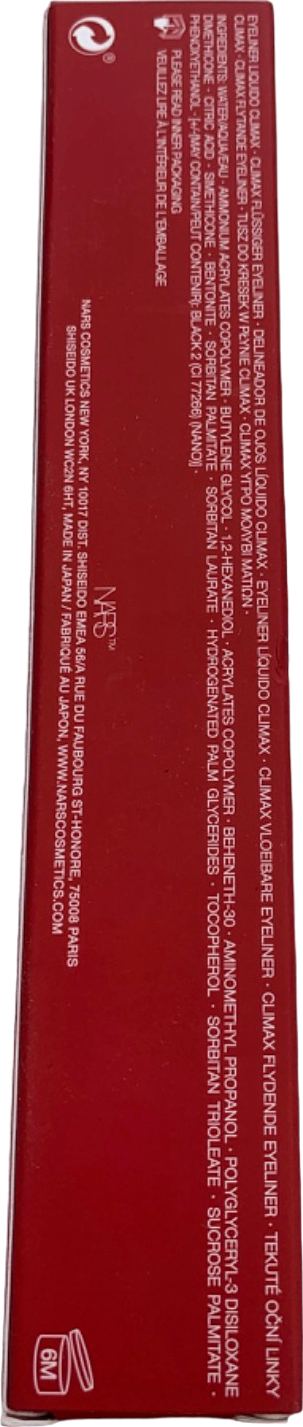 EYELINER LIQUIDO CLIMAX · CLIMAX FLÜSSIGER EYELINER · DELINEADOR DE OJOS LÍQUIDO CLIMAX · EYELINER LÍQUIDO CLIMAX · CLIMAX VLOEIBARE EYELINER · CLIMAX FLYDENDE EYELINER · TEKUTÉ OČNÍ LINKY
CLIMAX · CLIMAX FLYTANDE EYELINER · TUSZ DO KRESEK W PŁYNIE CLIMAX · CLIMAX ΥΓΡΟ ΜΟΛΥΒΙ ΜΑΤΙΩΝ ·
INGREDIENTS: WATER/AQUA/EAU · AMMONIUM ACRYLATES COPOLYMER · BUTYLENE GLYCOL · 1,2-HEXANEDIOL · ACRYLATES COPOLYMER · BEHENETH-30 · AMINOMETHYL PROPANOL · POLYGLYCERYL-3 DISILOXANE
DIMETHICONE · CITRIC ACID · SIMETHICONE · BENTONITE · SORBITAN PALMITATE · SORBITAN LAURATE · HYDROGENATED PALM GLYCERIDES · TOCOPHEROL · SORBITAN TRIOLEATE · SUCROSE PALMITATE ·
PHENOXYETHANOL · [+/-(MAY CONTAIN/PEUT CONTENIR): BLACK 2 (CI 77266) (NANO)] ·
PLEASE READ INNER PACKAGING
VEUILLEZ LIRE À L'INTÉRIEUR DE L'EMBALLAGE
NARS™
NARS COSMETICS NEW YORK, NY 10017 DIST. SHISEIDO EMEA 56/A RUE DU FAUBOURG ST-HONORE, 75008 PARIS
SHISEIDO UK LONDON WC2N 6HT, MADE IN JAPAN / FABRIQUÉ AU JAPON, WWW.NARSCOSMETICS.COM
6M